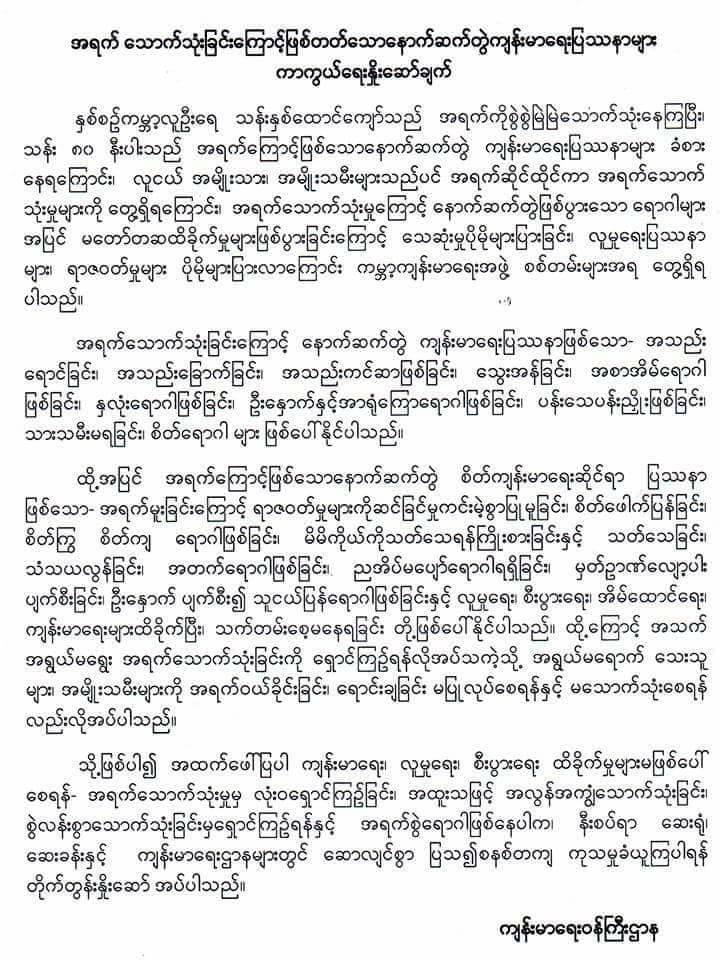 အရက် သောက်သုံးခြင်းကြောင့်ဖြစ်တတ်သောနောက်ဆက်တွဲကျန်းမာရေးပြဿနာများ
ကာကွယ်ရေးနှိုးဆော်ချက်
နှစ်စဉ်ကမ္ဘာ့လူဦးရေ သန်းနှစ်ထောင်ကျော်သည် အရက်ကိုစွဲစွဲမြဲမြဲသောက်သုံးနေကြပြီး၊
သန်း ၈၀ နီးပါးသည် အရက်ကြောင့်ဖြစ်သောနောက်ဆက်တွဲ ကျန်းမာရေးပြဿနာများ ခံစား
နေရကြောင်း၊ လူငယ် အမျိုးသား၊ အမျိုးသမီးများသည်ပင် အရက်ဆိုင်ထိုင်ကာ အရက်သောက်
သုံးမှုများကို တွေ့ရှိရကြောင်း၊ အရက်သောက်သုံးမှုကြောင့် နောက်ဆက်တွဲဖြစ်ပွားသော ရောဂါများ
အပြင် မတော်တဆထိခိုက်မှုများဖြစ်ပွားခြင်းကြောင့် သေဆုံးမှုပိုမိုများပြားခြင်း၊ လူမှုရေးပြဿနာ
များ၊ ရာဇဝတ်မှုများ ပိုမိုများပြားလာကြောင်း ကမ္ဘာ့ကျန်းမာရေးအဖွဲ့ စစ်တမ်းများအရ တွေ့ရှိရ
ပါသည်။
အရက်သောက်သုံးခြင်းကြောင့် နောက်ဆက်တွဲ ကျန်းမာရေးပြဿနာဖြစ်သော- အသည်း
ရောင်ခြင်း၊ အသည်းခြောက်ခြင်း၊ အသည်းကင်ဆာဖြစ်ခြင်း၊ သွေးအန်ခြင်း၊ အစာအိမ်ရောဂါ
ဖြစ်ခြင်း၊ နှလုံးရောဂါဖြစ်ခြင်း၊ ဦးနှောက်နှင့်အာရုံကြောရောဂါဖြစ်ခြင်း၊ ပန်းသေပန်းညှိုးဖြစ်ခြင်း၊
သားသမီးမရခြင်း၊ စိတ်ရောဂါ များ ဖြစ်ပေါ်နိုင်ပါသည်။
ထို့အပြင် အရက်ကြောင့်ဖြစ်သောနောက်ဆက်တွဲ စိတ်ကျန်းမာရေးဆိုင်ရာ ပြဿနာ
ဖြစ်သော- အရက်မူးခြင်းကြောင့် ရာဇဝတ်မှုများကိုဆင်ခြင်မှုကင်းမဲ့စွာပြုမူခြင်း၊ စိတ်ဖေါက်ပြန်ခြင်း၊
စိတ်ကြွ စိတ်ကျ ရောဂါဖြစ်ခြင်း၊ မိမိကိုယ်ကိုသတ်သေရန်ကြိုးစားခြင်းနှင့် သတ်သေခြင်း၊
သံသယလွန်ခြင်း၊ အတက်ရောဂါဖြစ်ခြင်း၊ ညအိပ်မပျော်ရောဂါရရှိခြင်း၊ မှတ်ဥာဏ်လျော့ပါး
ပျက်စီးခြင်း၊ ဦးနှောက် ပျက်စီး၍ သူငယ်ပြန်ရောဂါဖြစ်ခြင်းနှင့် လူမှုရေး၊ စီးပွားရေး၊ အိမ်ထောင်ရေး၊
ကျန်းမာရေးများထိခိုက်ပြီး၊ သက်တမ်းစေ့မနေရခြင်း တို့ဖြစ်ပေါ်နိုင်ပါသည်။ ထို့ကြောင့် အသက်
အရွယ်မရွေး အရက်သောက်သုံးခြင်းကို ရှောင်ကြဉ်ရန်လိုအပ်သကဲ့သို့ အရွယ်မရောက် သေးသူ
များ၊ အမျိုးသမီးများကို အရက်ဝယ်ခိုင်းခြင်း၊ ရောင်းချခြင်း မပြုလုပ်စေရန်နှင့် မသောက်သုံးစေရန်
လည်းလိုအပ်ပါသည်။
သို့ဖြစ်ပါ၍ အထက်ဖေါ်ပြပါ ကျန်းမာရေး၊ လူမှုရေး၊ စီးပွားရေး ထိခိုက်မှုများမဖြစ်ပေါ်
စေရန်- အရက်သောက်သုံးမှုမှ လုံးဝရှောင်ကြဉ်ခြင်း၊ အထူးသဖြင့် အလွန်အကျွံသောက်သုံးခြင်း၊
စွဲလန်းစွာသောက်သုံးခြင်းမှရှောင်ကြဉ်ရန်နှင့် အရက်စွဲရောဂါဖြစ်နေပါက၊ နီးစပ်ရာ ဆေးရုံ၊
ဆေးခန်းနှင့် ကျန်းမာရေးဌာနများတွင် ဆောလျင်စွာ ပြသ၍စနစ်တကျ ကုသမှုခံယူကြပါရန်
တိုက်တွန်းနှိုးဆော် အပ်ပါသည်။
ကျန်းမာရေးဝန်ကြီးဌာန